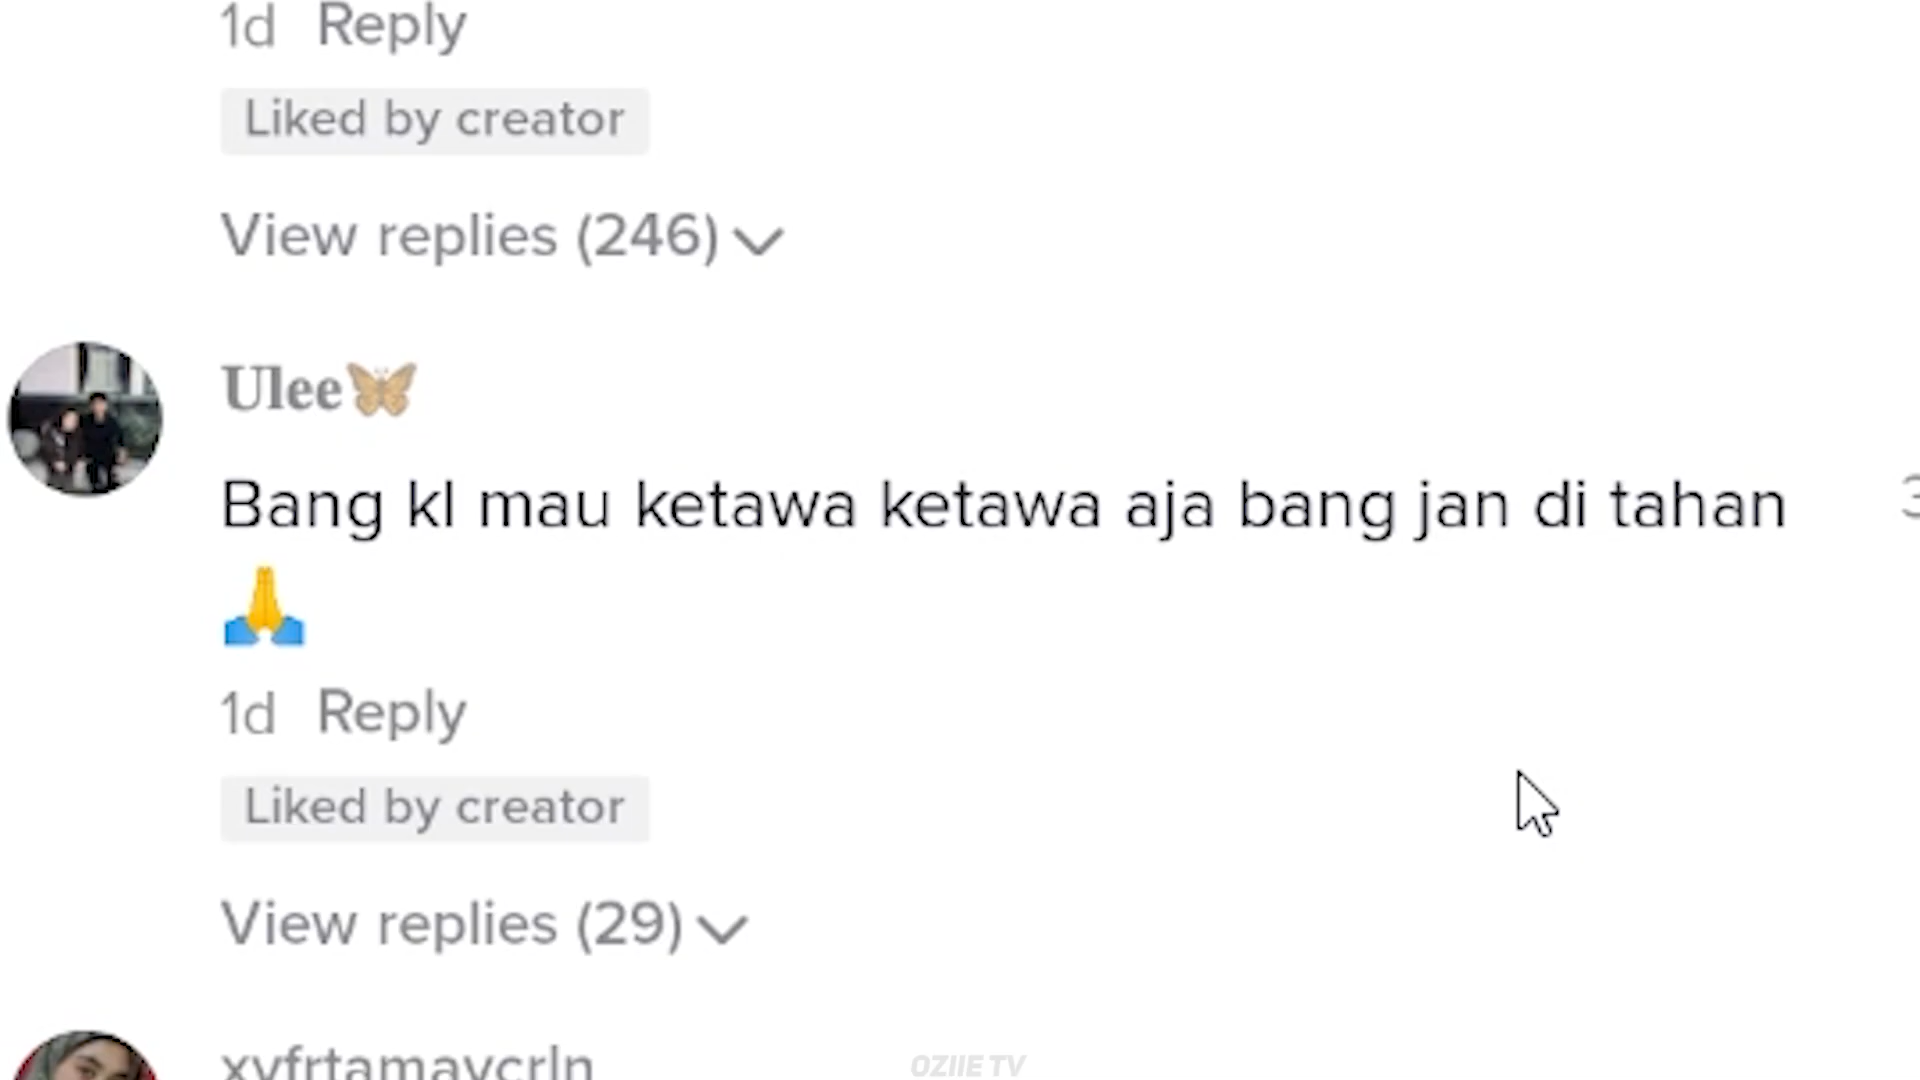 1d Reply
Liked by creator
View replies (246)
Ulee🦋
Bang kl mau ketawa ketawa aja bang jan di tahan
🙏
1d Reply
Liked by creator
View replies (29)
OZIIE TV